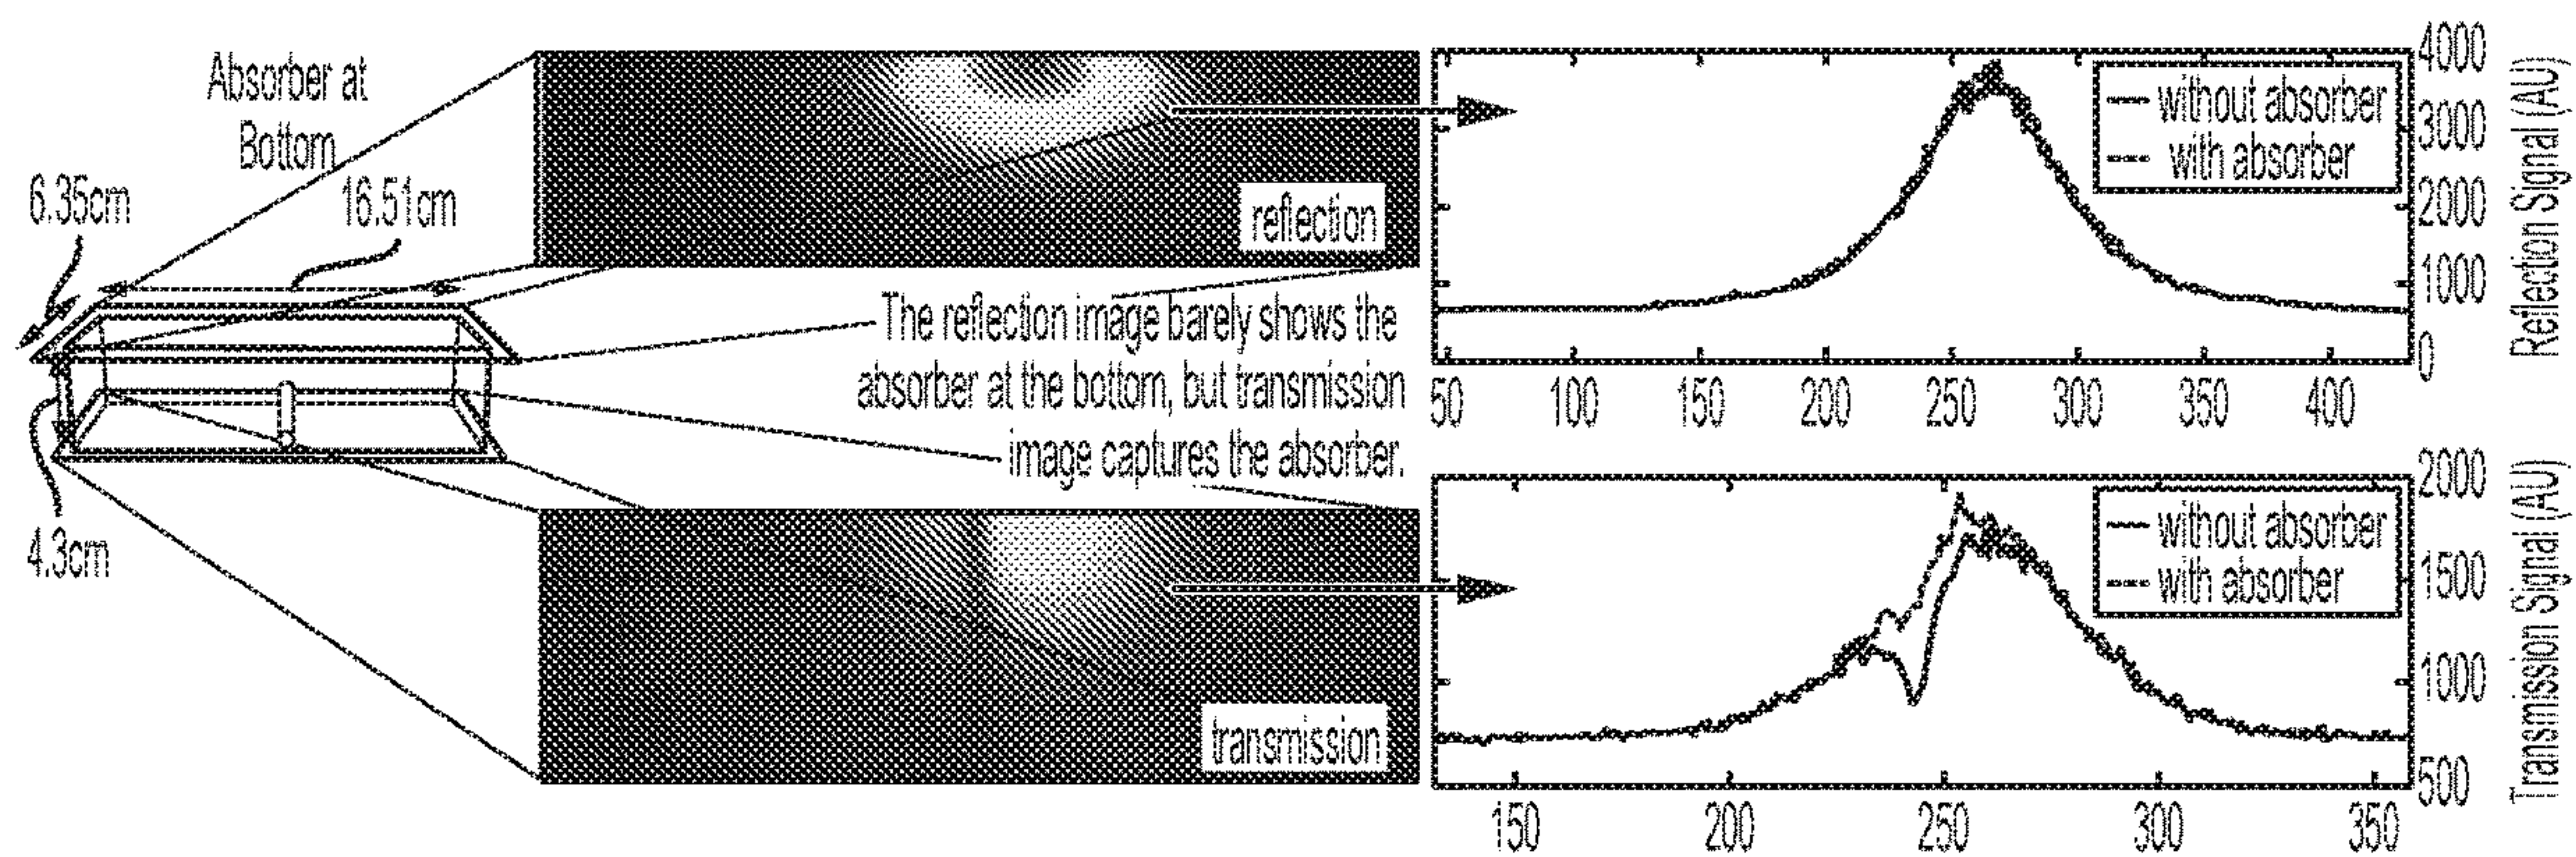 Absorber at
Bottom
6.35cm
16.51cm
4.3cm
reflection
The reflection image barely shows the
absorber at the bottom, but transmission
image captures the absorber.
transmission
without absorber
with absorber
4000
3000
2000
1000
0
Reflection Signal (AU)
50 100 150 200 250 300 350 400
without absorber
with absorber
2000
1500
1000
500
Transmission Signal (AU)
150 200 250 300 350